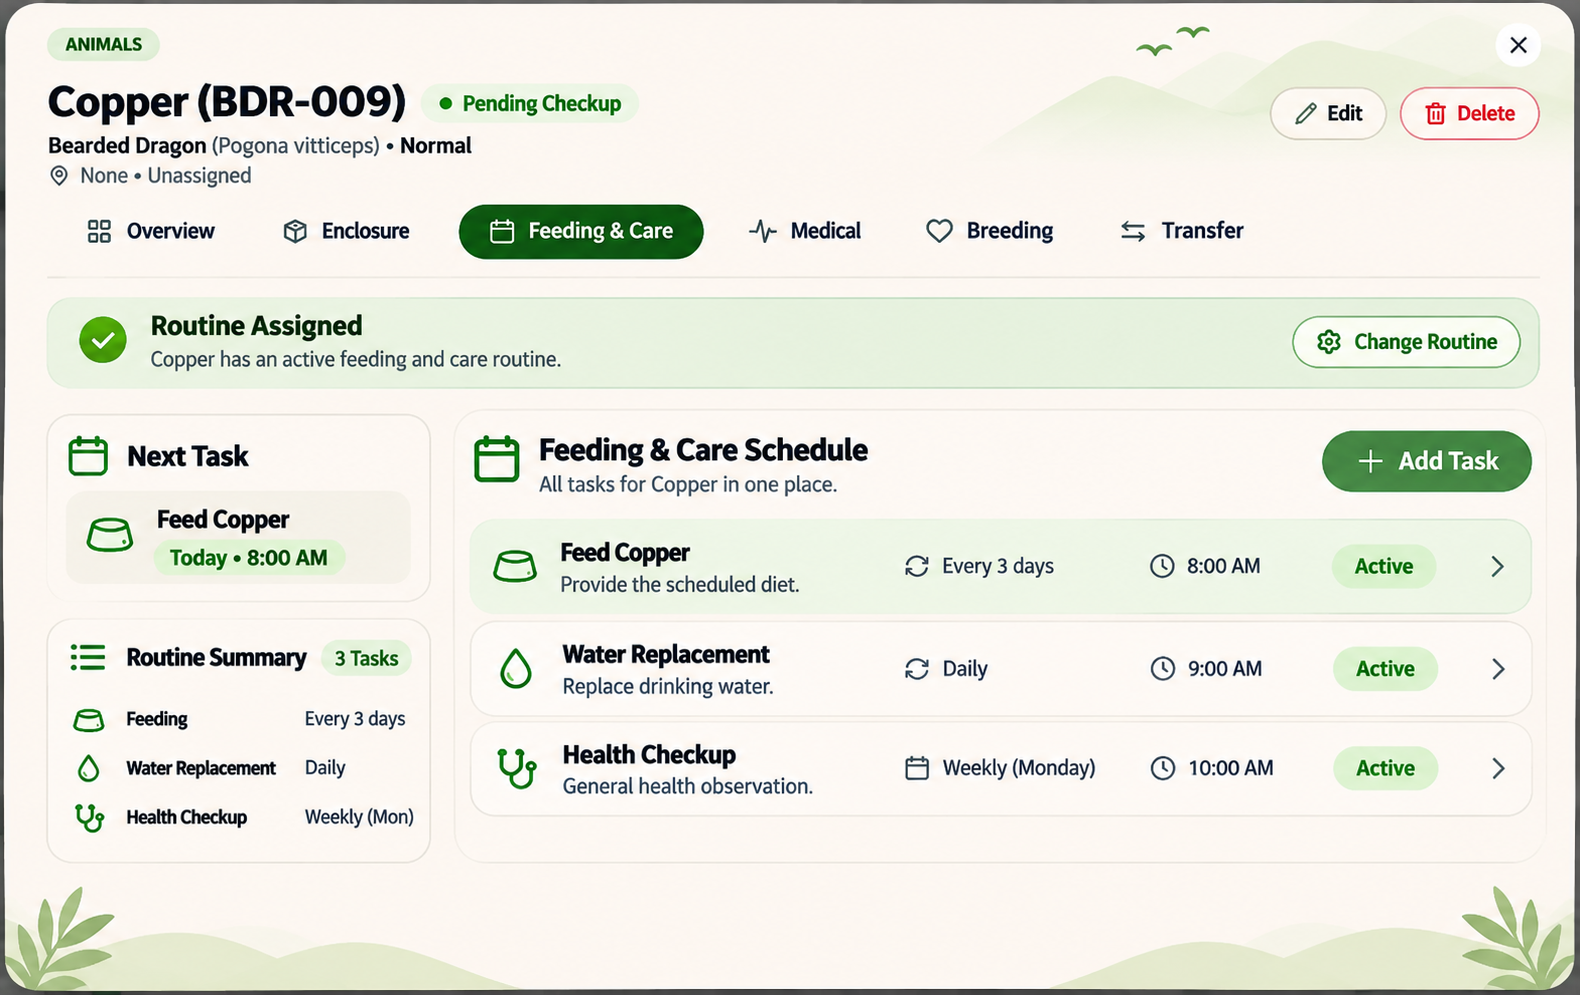 ANIMALS
Copper (BDR-009)
Pending Checkup
Edit
Delete
Bearded Dragon (Pogona vitticeps) • Normal
None • Unassigned
Overview
Enclosure
Feeding & Care
Medical
Breeding
Transfer
Routine Assigned
Copper has an active feeding and care routine.
Change Routine
Next Task
Feed Copper
Today • 8:00 AM
Routine Summary
3 Tasks
Feeding
Every 3 days
Water Replacement
Daily
Health Checkup
Weekly (Mon)
Feeding & Care Schedule
All tasks for Copper in one place.
Add Task
Feed Copper
Provide the scheduled diet.
Every 3 days
8:00 AM
Active
Water Replacement
Replace drinking water.
Daily
9:00 AM
Active
Health Checkup
General health observation.
Weekly (Monday)
10:00 AM
Active